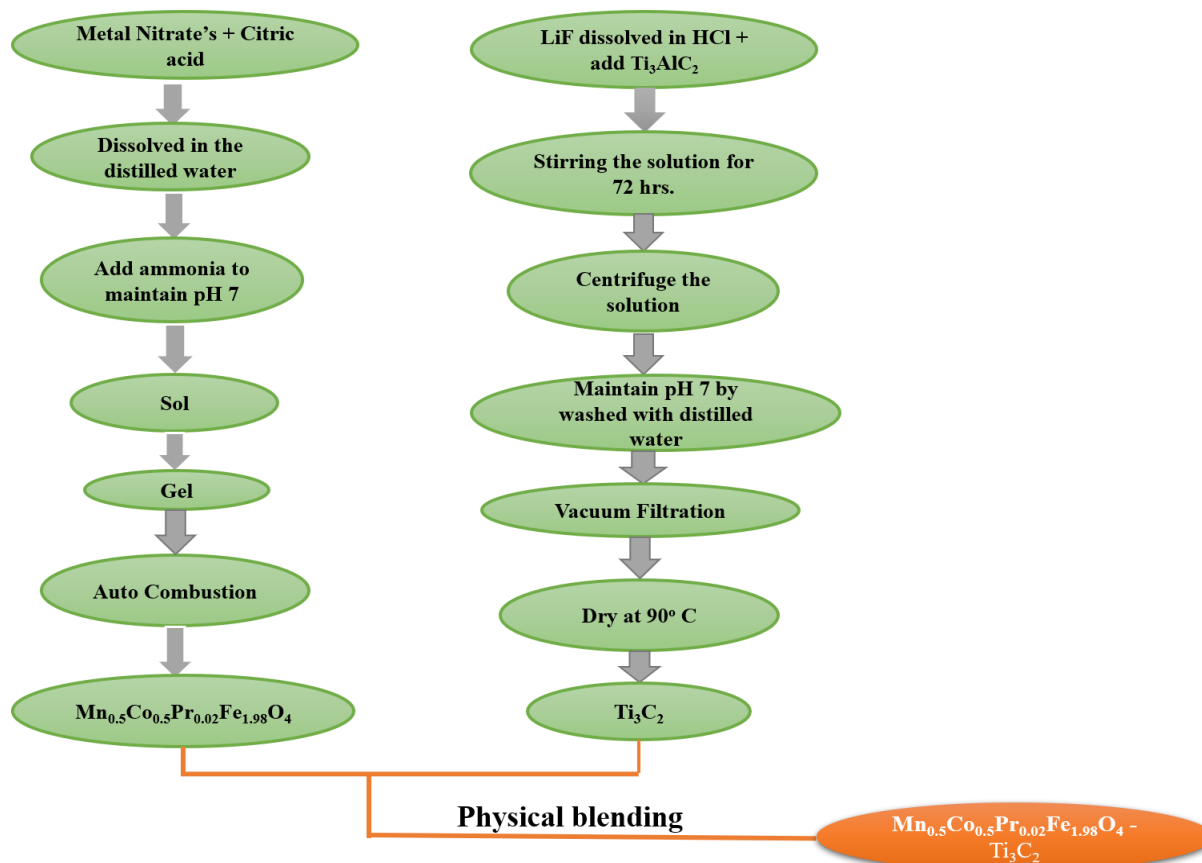 Metal Nitrate's + Citric
acid
Dissolved in the
distilled water
Add ammonia to
maintain pH 7
Sol
Gel
Auto Combustion
Mn₀.₅Co₀.₅Pr₀.₀₂Fe₁.₉₈O₄
LiF dissolved in HCl +
add Ti₃AlC₂
Stirring the solution for
72 hrs.
Centrifuge the
solution
Maintain pH 7 by
washed with distilled
water
Vacuum Filtration
Dry at 90º C
Ti₃C₂
Physical blending
Mn₀.₅Co₀.₅Pr₀.₀₂Fe₁.₉₈O₄ -
Ti₃C₂